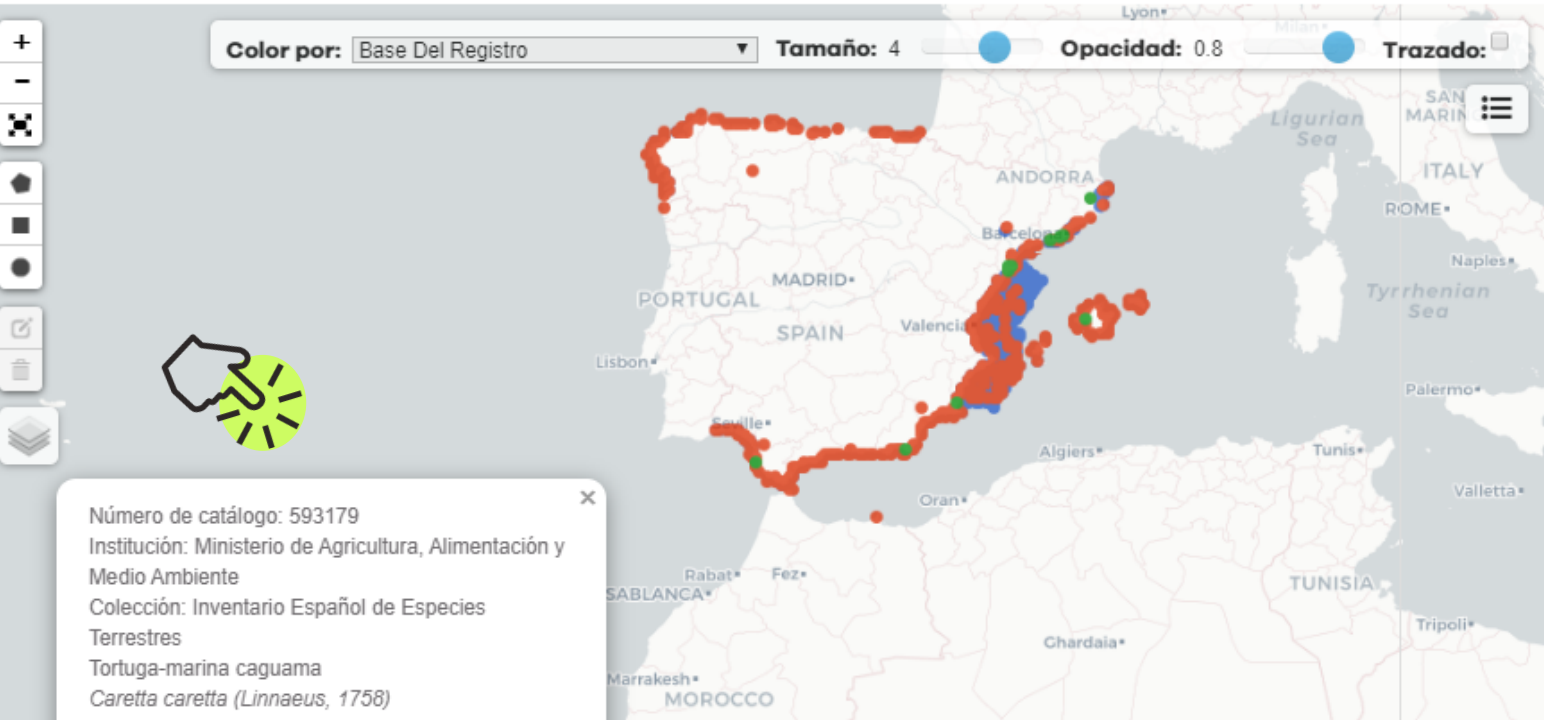 Lyon
Milan
Color por: Base Del Registro Tamaño: 4 Opacidad: 0.8 Trazado:
SAN
MARIN
Ligurian
Sea
ITALY
ANDORRA
ROME
Barcelona
Naples
MADRID
PORTUGAL
Tyrrhenian
Sea
SPAIN
Valencia
Lisbon
Palermo
Seville
Algiers
Tunis
Oran
Valletta
Número de catálogo: 593179
Institución: Ministerio de Agricultura, Alimentación y
Medio Ambiente
Colección: Inventario Español de Especies
Terrestres
Tortuga-marina caguama
Caretta caretta (Linnaeus, 1758)
Rabat
Fez
TUNISIA
SABLANCA
Tripoli
Ghardaia
Marrakesh
MOROCCO